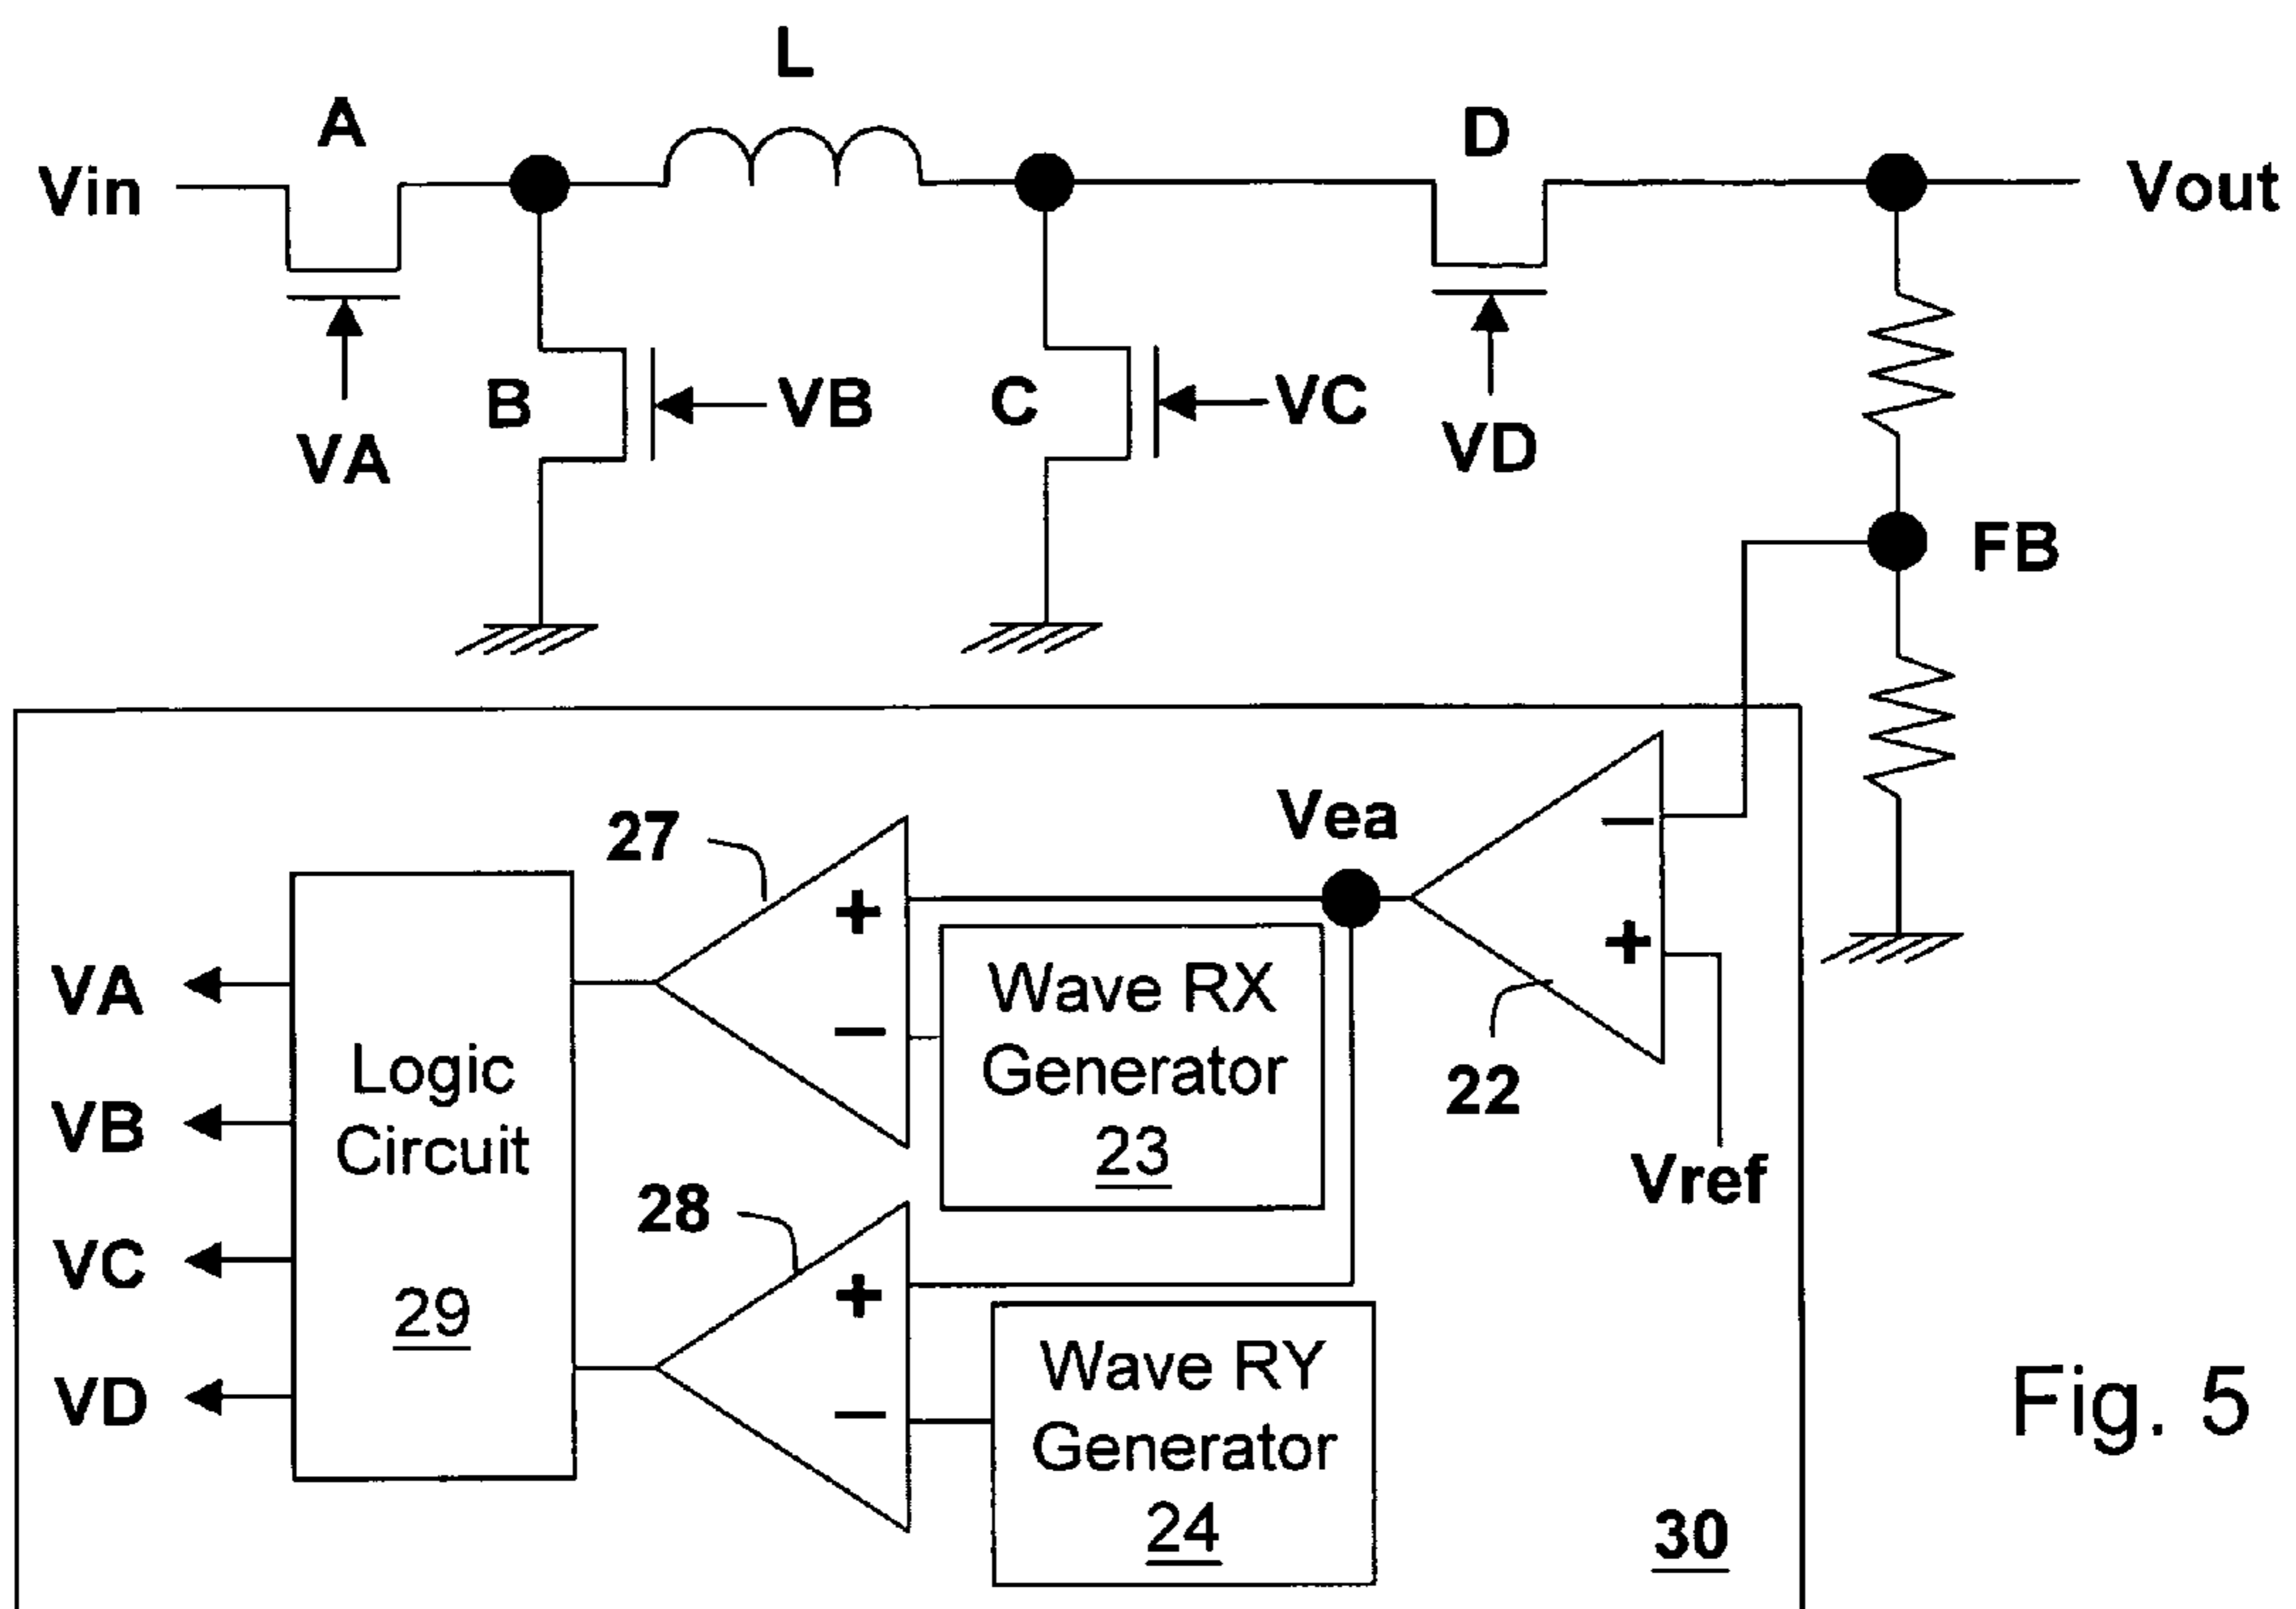 L
A
D
Vin
Vout
B
VB
C
VC
VA
VD
FB
Vea
27
VA
VB
VC
VD
Logic
Circuit
29
+
−
Wave RX
Generator
23
−
+
22
Vref
28
+
−
Wave RY
Generator
24
30
Fig. 5